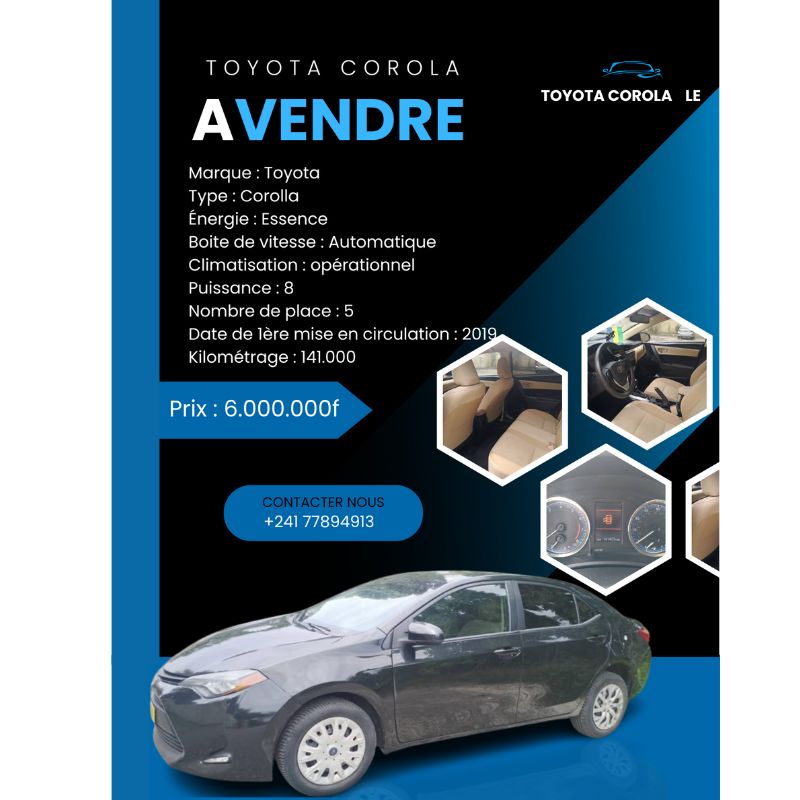 TOYOTA COROLA
AVENDRE
TOYOTA COROLA LE
Marque : Toyota
Type : Corolla
Énergie : Essence
Boite de vitesse : Automatique
Climatisation : opérationnel
Puissance : 8
Nombre de place : 5
Date de 1ère mise en circulation : 2019
Kilométrage : 141.000
Prix : 6.000.000f
CONTACTER NOUS
+241 77894913